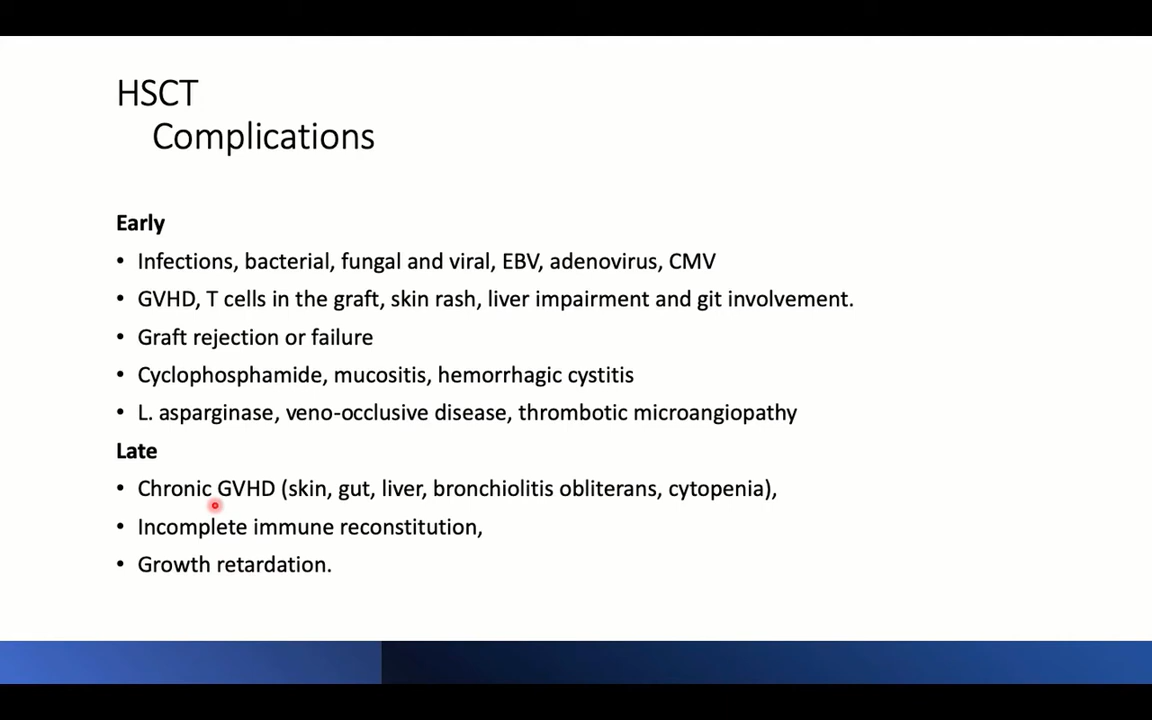 HSCT
Complications
Early
• Infections, bacterial, fungal and viral, EBV, adenovirus, CMV
• GVHD, T cells in the graft, skin rash, liver impairment and git involvement.
• Graft rejection or failure
• Cyclophosphamide, mucositis, hemorrhagic cystitis
• L. asparginase, veno-occlusive disease, thrombotic microangiopathy
Late
• Chronic GVHD (skin, gut, liver, bronchiolitis obliterans, cytopenia),
• Incomplete immune reconstitution,
• Growth retardation.